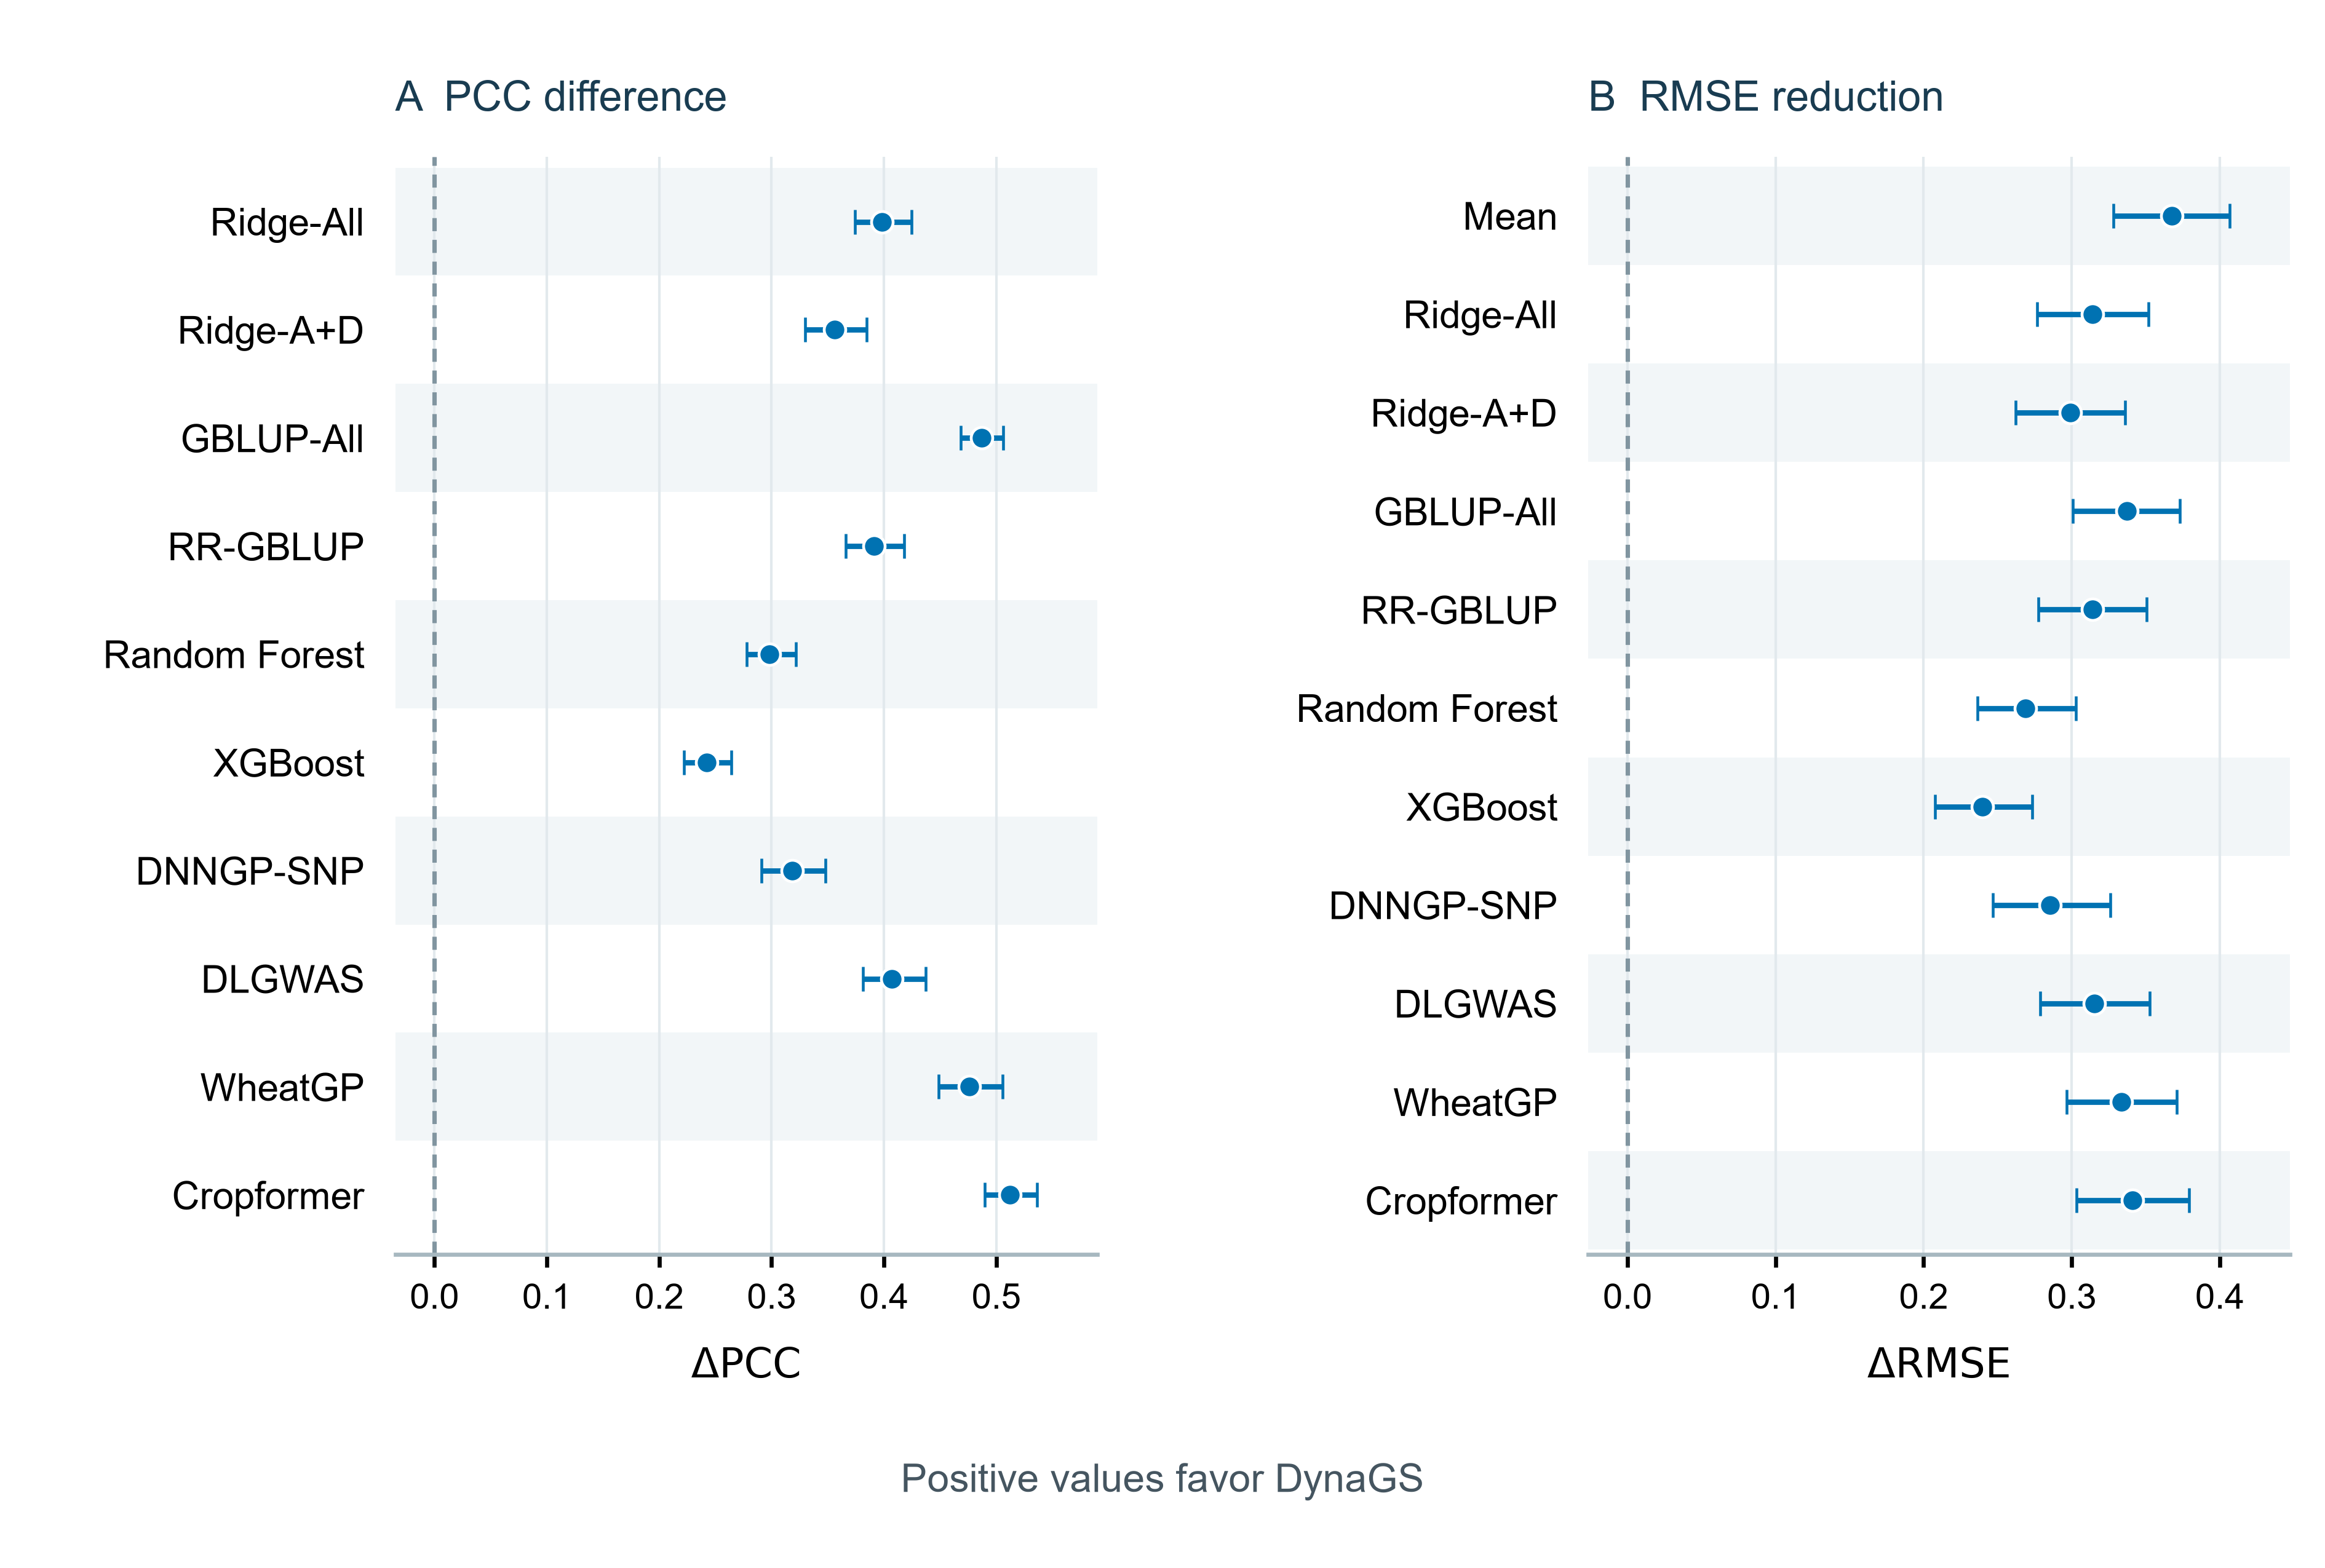 A PCC difference
Ridge-All
Ridge-A+D
GBLUP-All
RR-GBLUP
Random Forest
XGBoost
DNNGP-SNP
DLGWAS
WheatGP
Cropformer
0.0 0.1 0.2 0.3 0.4 0.5
ΔPCC
B RMSE reduction
Mean
Ridge-All
Ridge-A+D
GBLUP-All
RR-GBLUP
Random Forest
XGBoost
DNNGP-SNP
DLGWAS
WheatGP
Cropformer
0.0 0.1 0.2 0.3 0.4
ΔRMSE
Positive values favor DynaGS